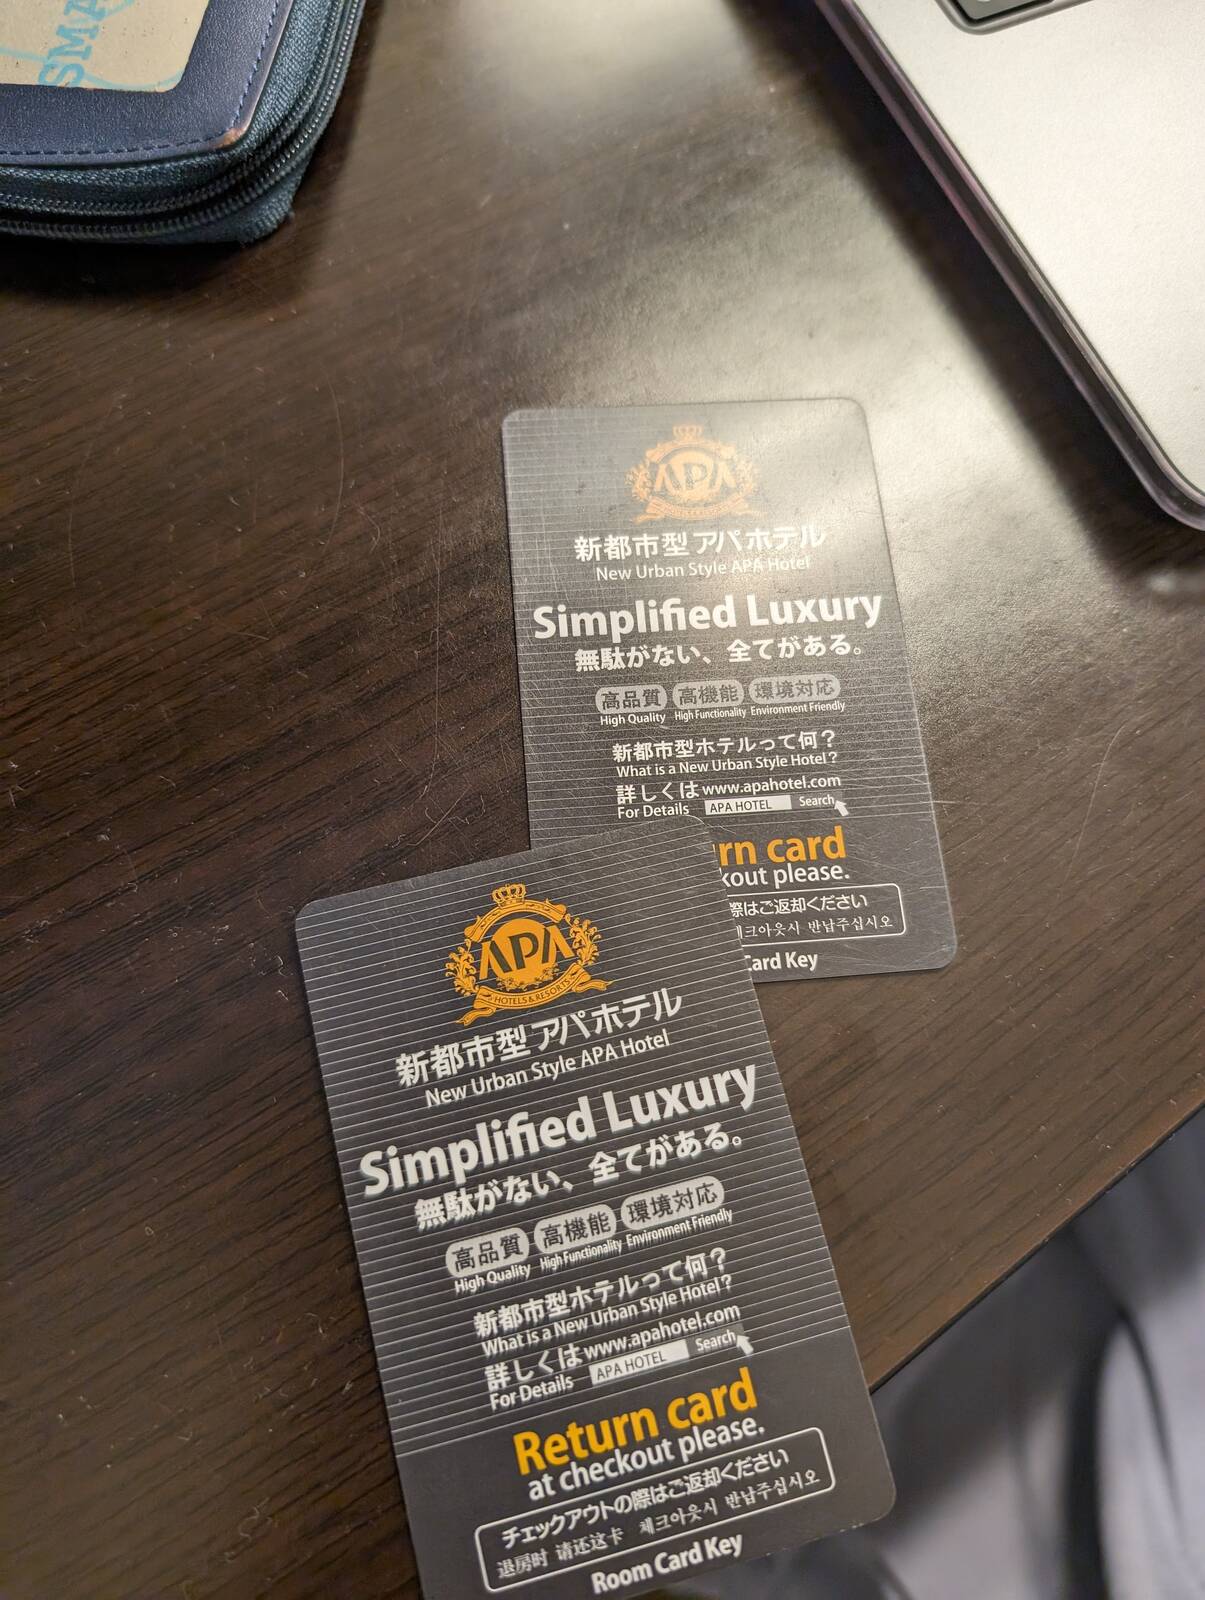 SMA
APA
新都市型アパホテル
New Urban Style APA Hotel
Simplified Luxury
無駄がない、全てがある。
高品質 高機能 環境対応
High Quality High Functionality Environment Friendly
新都市型ホテルって何？
What is a New Urban Style Hotel?
詳しくは www.apahotel.com
For Details APA HOTEL Search
rn card
kout please.
際はご返却ください
체크아웃시 반납주십시오
Card Key
APA
HOTELS & RESORTS
新都市型アパホテル
New Urban Style APA Hotel
Simplified Luxury
無駄がない、全てがある。
高品質 高機能 環境対応
High Quality High Functionality Environment Friendly
新都市型ホテルって何？
What is a New Urban Style Hotel?
詳しくは www.apahotel.com
For Details APA HOTEL Search
Return card
at checkout please.
チェックアウトの際はご返却ください
退房时 请还这卡 체크아웃시 반납주십시오
Room Card Key